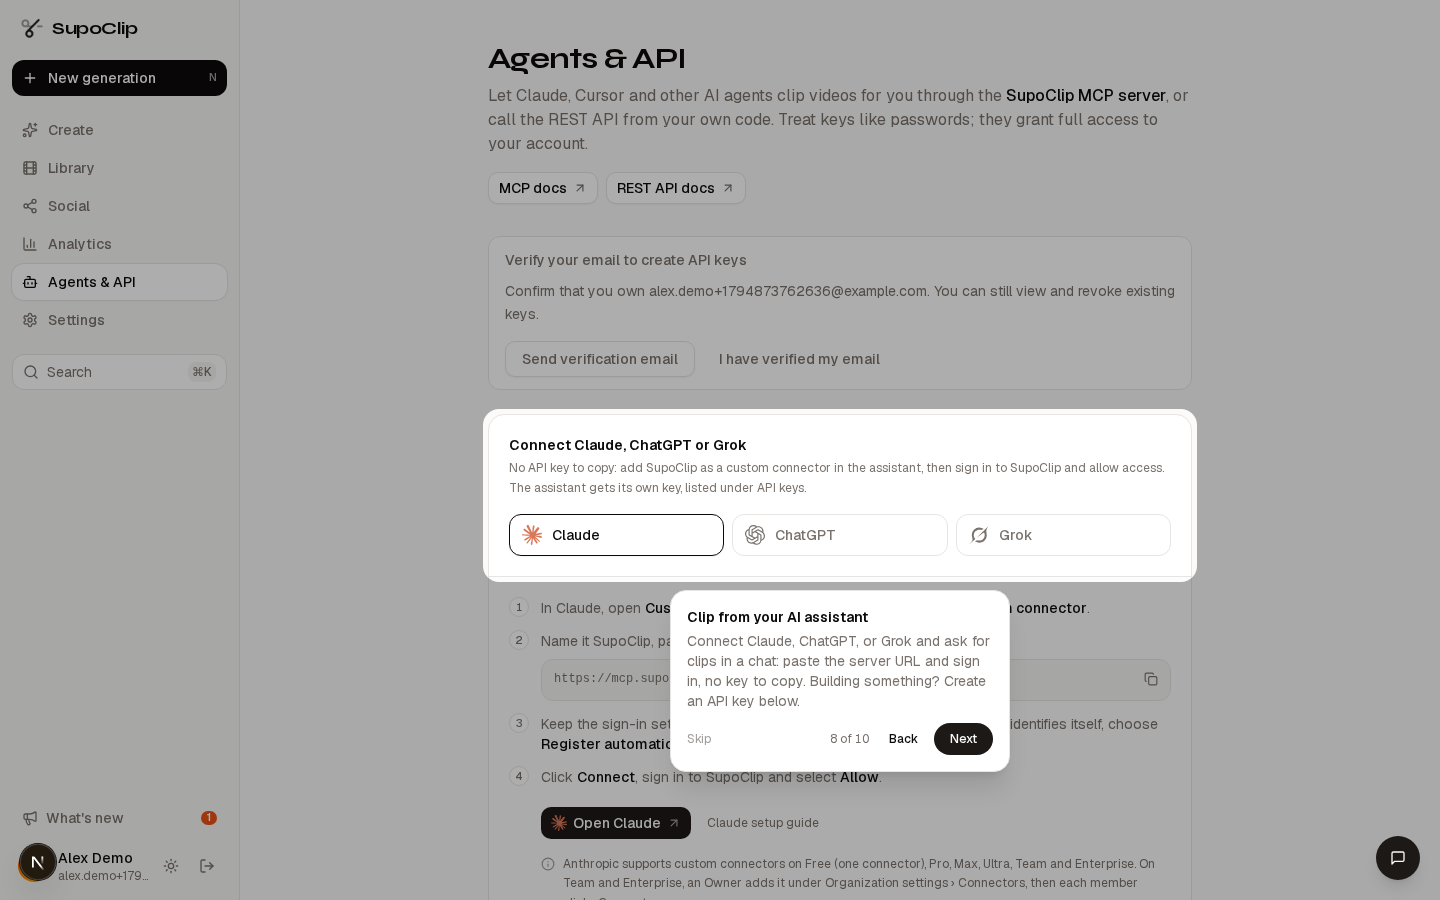 SupoClip
New generation N
Create
Library
Social
Analytics
Agents & API
Settings
Search ⌘K
What's new 1
N
Alex Demo
alex.demo+179...
Agents & API
Let Claude, Cursor and other AI agents clip videos for you through the SupoClip MCP server, or
call the REST API from your own code. Treat keys like passwords; they grant full access to
your account.
MCP docs
REST API docs
Verify your email to create API keys
Confirm that you own alex.demo+1794873762636@example.com. You can still view and revoke existing
keys.
Send verification email
I have verified my email
Connect Claude, ChatGPT or Grok
No API key to copy: add SupoClip as a custom connector in the assistant, then sign in to SupoClip and allow access.
The assistant gets its own key, listed under API keys.
Claude
ChatGPT
Grok
1 In Claude, open connector.
2 Name it SupoClip,
https://mcp.supo
3 Keep the sign-in identifies itself, choose
Register
4 Click Connect, sign in to SupoClip and select Allow.
Clip from your AI assistant
Connect Claude, ChatGPT, or Grok and ask for
clips in a chat: paste the server URL and sign
in, no key to copy. Building something? Create
an API key below.
Skip
8 of 10
Back
Next
Open Claude
Claude setup guide
Anthropic supports custom connectors on Free (one connector), Pro, Max, Ultra, Team and Enterprise. On
Team and Enterprise, an Owner adds it under Organization settings › Connectors, then each member